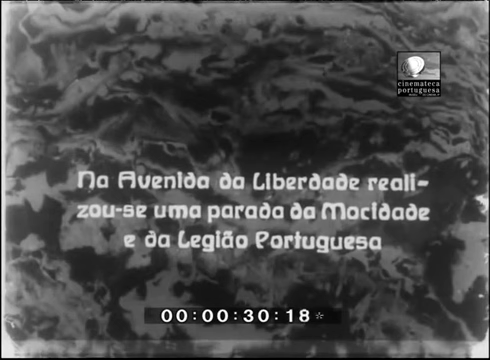 cinemateca
portuguesa
Na Avenida da Liberdade reali-
zou-se uma parada da Mocidade
e da Legião Portuguesa
00:00:30:18*